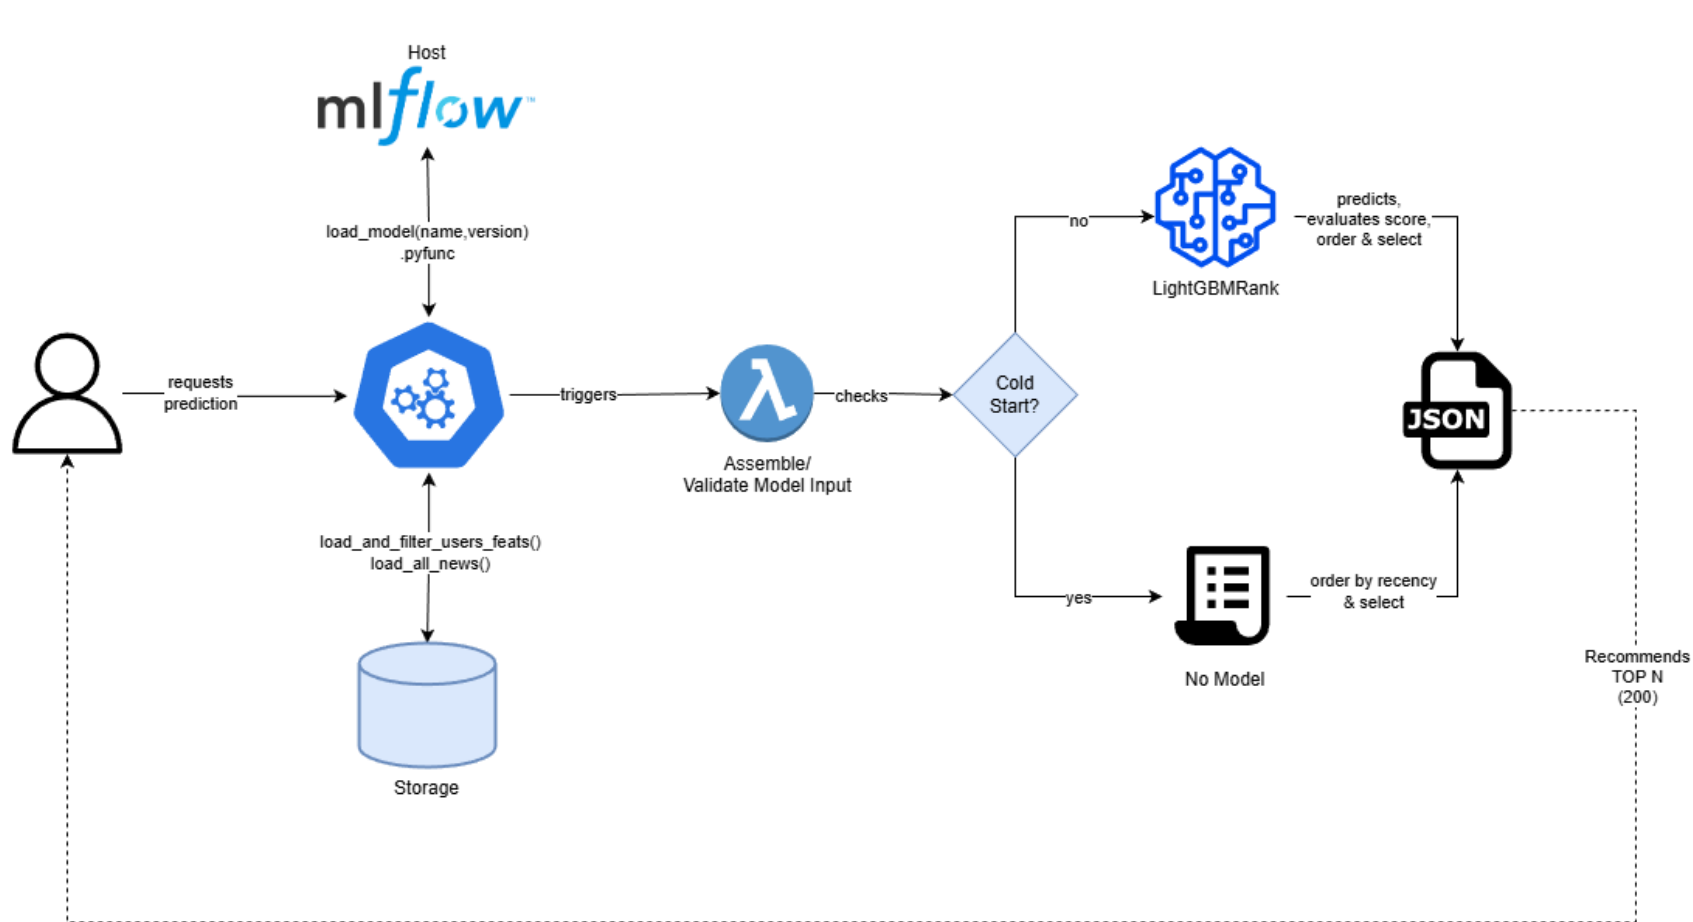 Host
mlflow™
load_model(name,version)
.pyfunc
requests
prediction
triggers
λ
Assemble/
Validate Model Input
checks
Cold
Start?
no
LightGBMRank
predicts,
evaluates score,
order & select
JSON
load_and_filter_users_feats()
load_all_news()
Storage
yes
No Model
order by recency
& select
Recommends
TOP N
(200)